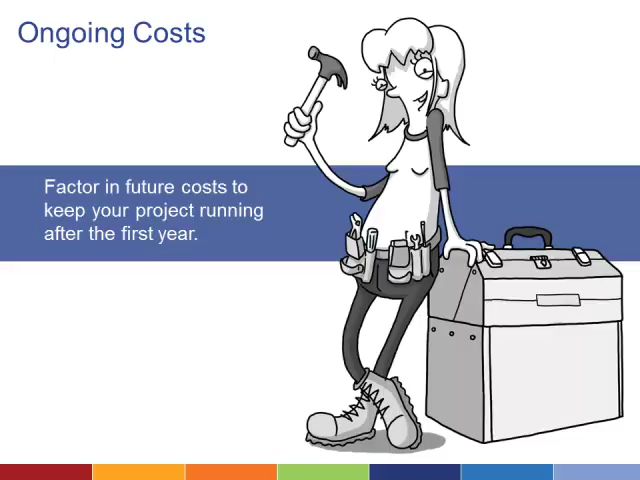 Ongoing Costs
Factor in future costs to
keep your project running
after the first year.